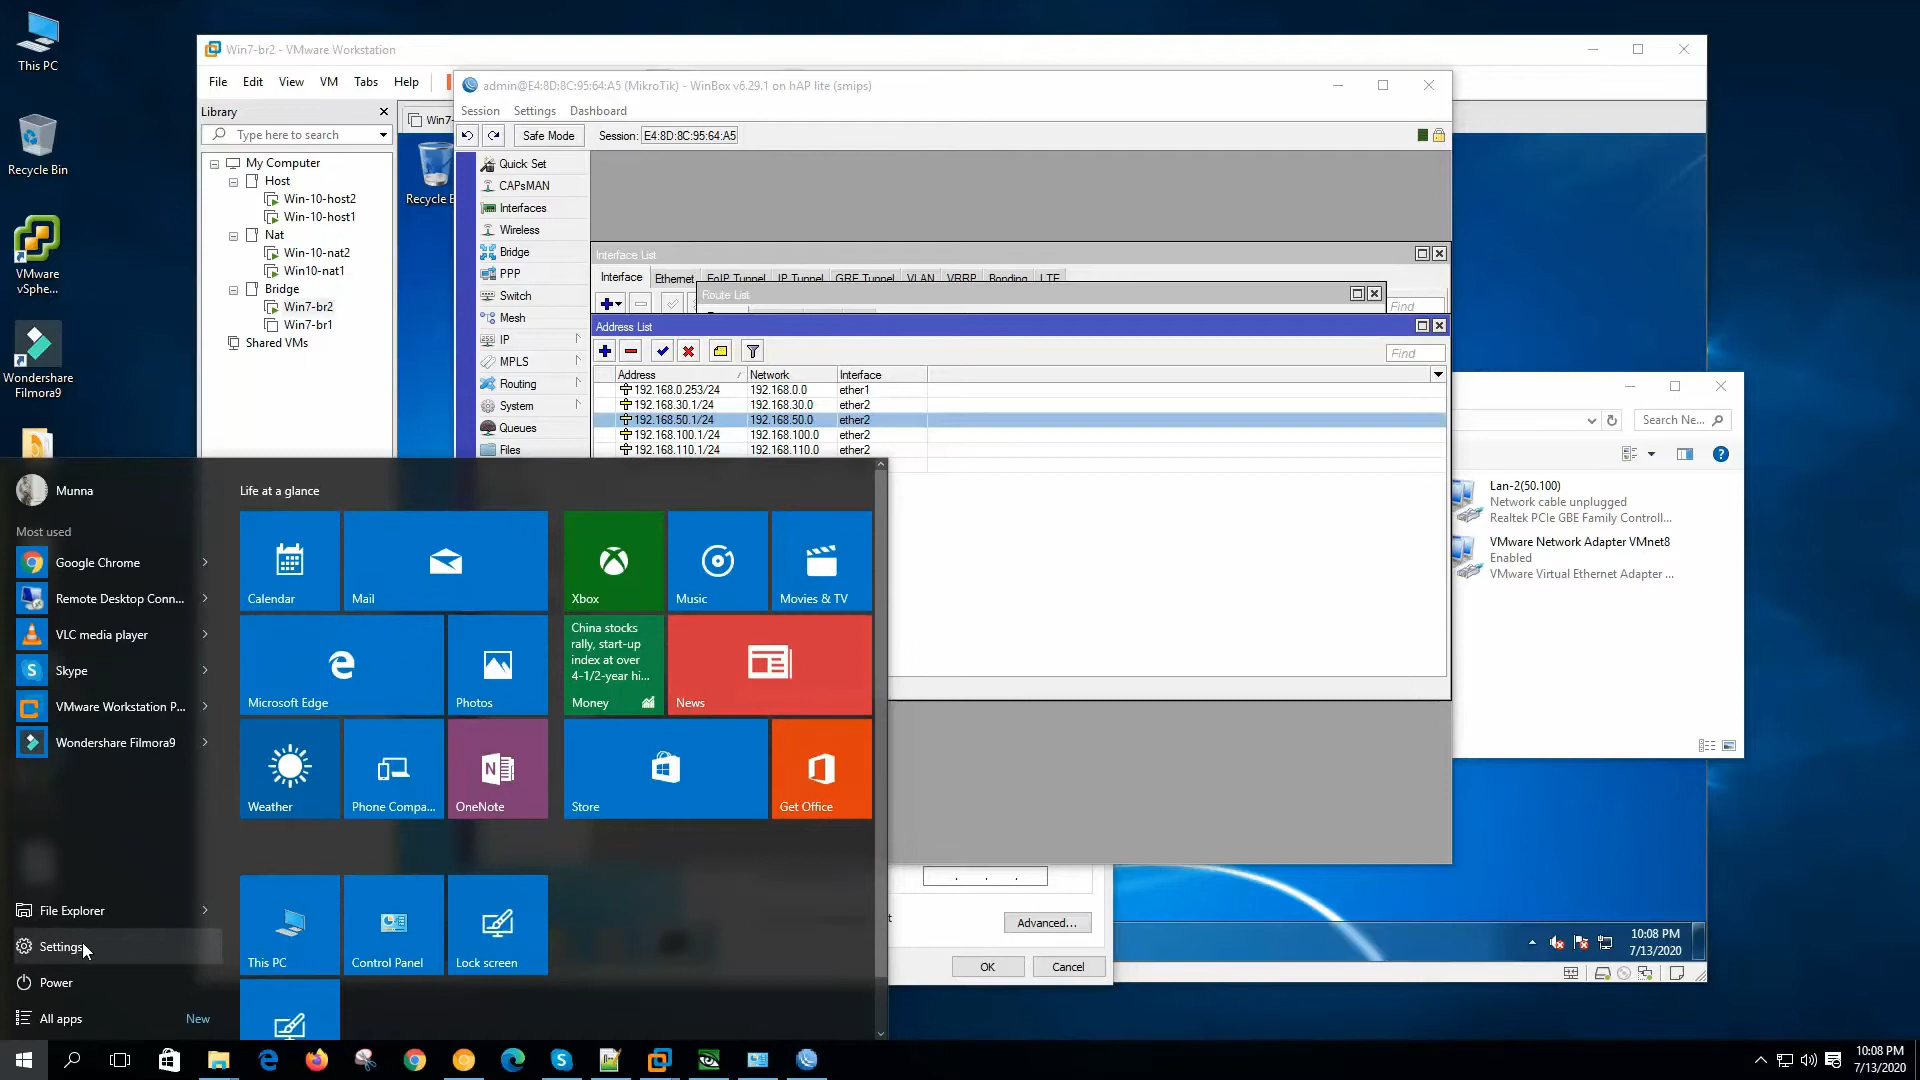 This PC
Recycle Bin
VMware
vSphe...
Wondershare
Filmora9
Win7-br2 - VMware Workstation
File Edit View VM Tabs Help
Library
Type here to search
My Computer
Host
Win-10-host2
Win-10-host1
Nat
Win-10-nat2
Win10-nat1
Bridge
Win7-br2
Win7-br1
Shared VMs
Win7-
Recycle B
admin@E4:8D:8C:95:64:A5 (MikroTik) - WinBox v6.29.1 on hAP lite (smips)
Session Settings Dashboard
Safe Mode Session: E4:8D:8C:95:64:A5
Quick Set
CAPsMAN
Interfaces
Wireless
Bridge
PPP
Switch
Mesh
IP
MPLS
Routing
System
Queues
Files
Interface List
Interface Ethernet EoIP Tunnel IP Tunnel GRE Tunnel VLAN VRRP Bonding LTE
Route List
Find
Address List
Find
Address Network Interface
192.168.0.253/24 192.168.0.0 ether1
192.168.30.1/24 192.168.30.0 ether2
192.168.50.1/24 192.168.50.0 ether2
192.168.100.1/24 192.168.100.0 ether2
192.168.110.1/24 192.168.110.0 ether2
Search Ne...
Lan-2(50.100)
Network cable unplugged
Realtek PCIe GBE Family Controll...
VMware Network Adapter VMnet8
Enabled
VMware Virtual Ethernet Adapter ...
Munna
Most used
Google Chrome
Remote Desktop Conn...
VLC media player
Skype
VMware Workstation P...
Wondershare Filmora9
File Explorer
Settings
Power
All apps New
Life at a glance
Calendar
Mail
Xbox
Music
Movies & TV
Microsoft Edge
Photos
China stocks
rally, start-up
index at over
4-1/2-year hi...
Money
News
Weather
Phone Compa...
OneNote
Store
Get Office
This PC
Control Panel
Lock screen
Advanced...
OK Cancel
10:08 PM
7/13/2020
10:08 PM
7/13/2020